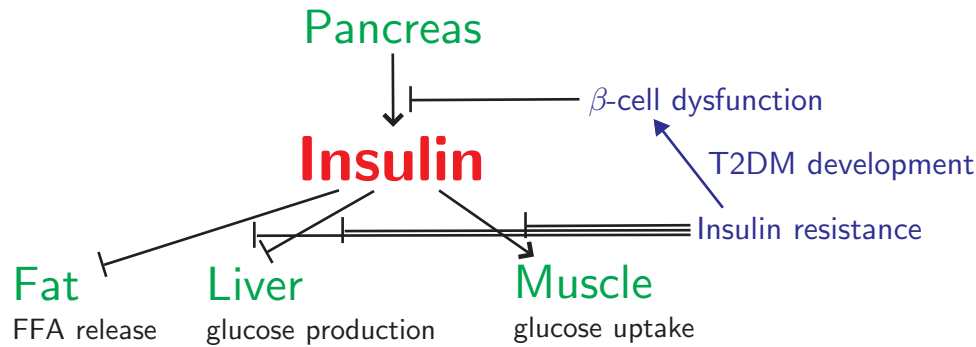 Pancreas
β-cell dysfunction
Insulin
T2DM development
Insulin resistance
Fat
Liver
Muscle
FFA release
glucose production
glucose uptake